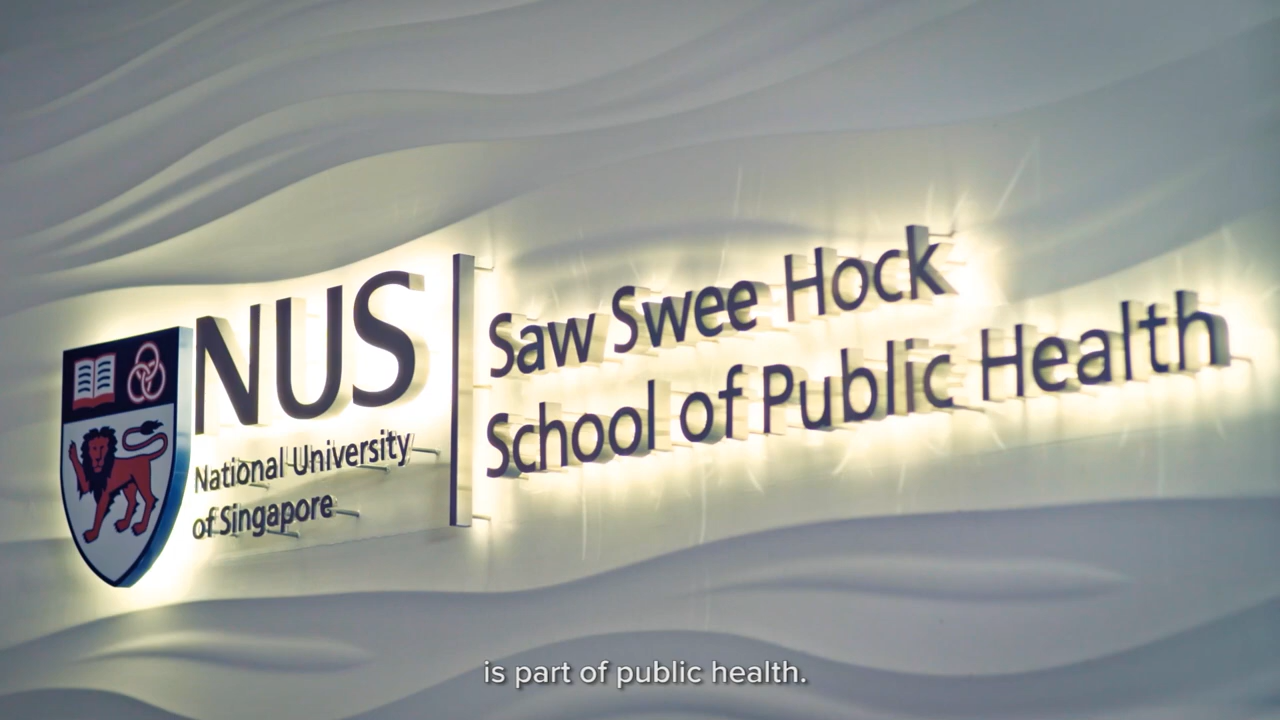 NUS
National University
of Singapore
Saw Swee Hock
School of Public Health
is part of public health.